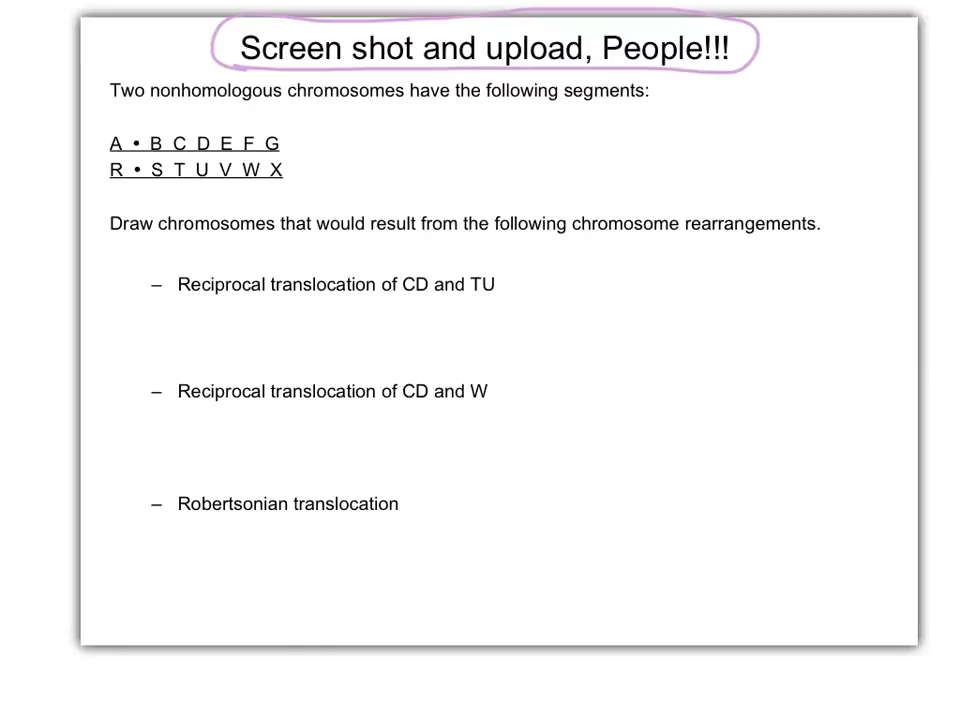 Screen shot and upload, People!!!
Two nonhomologous chromosomes have the following segments:
A • B C D E F G
R • S T U V W X
Draw chromosomes that would result from the following chromosome rearrangements.
– Reciprocal translocation of CD and TU
– Reciprocal translocation of CD and W
– Robertsonian translocation